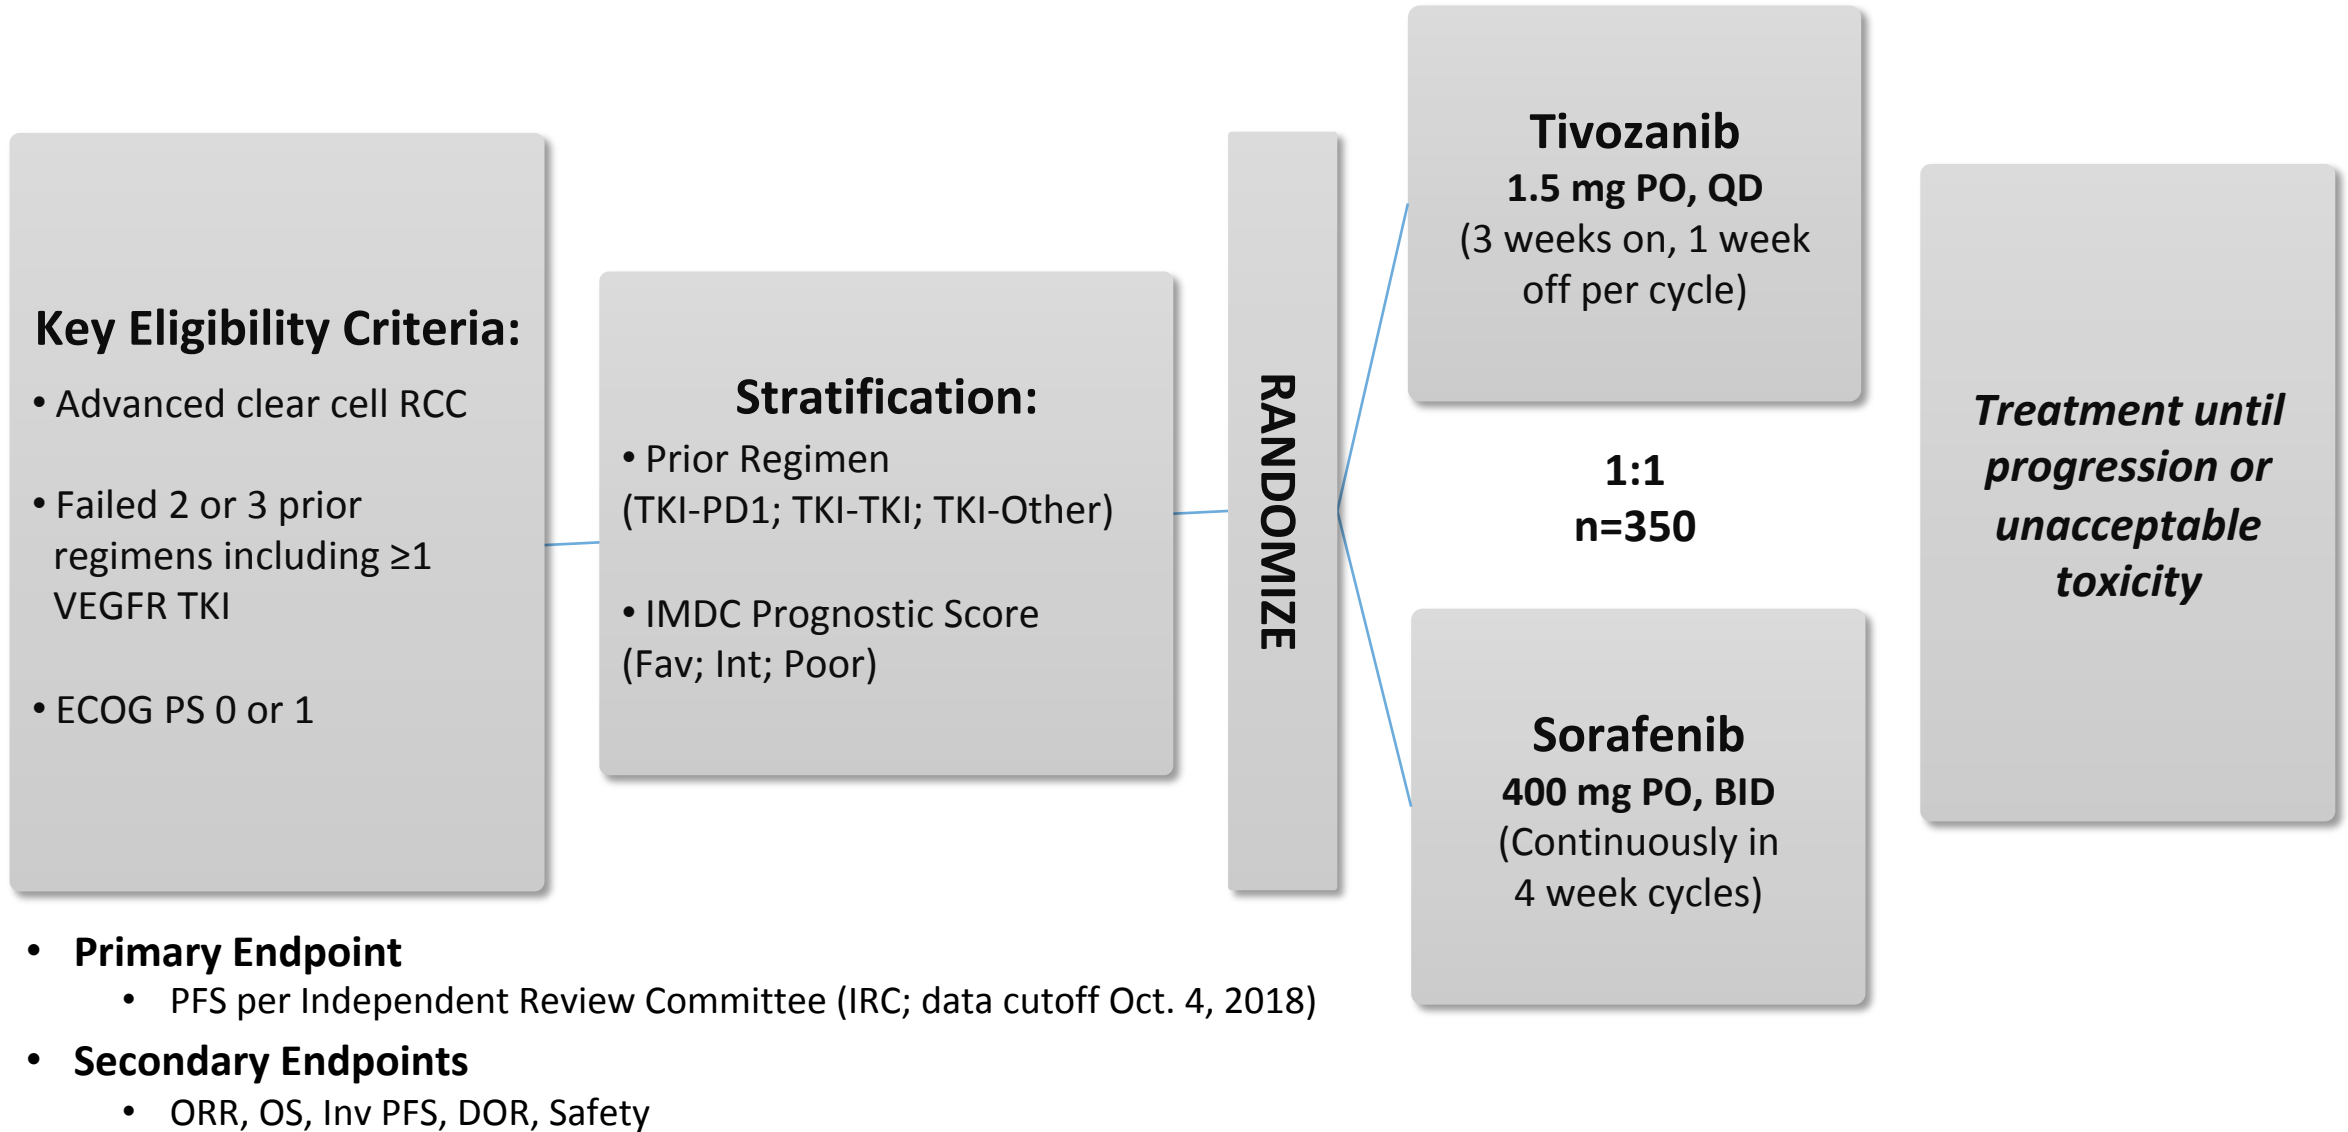 Key Eligibility Criteria:
• Advanced clear cell RCC
• Failed 2 or 3 prior
regimens including ≥1
VEGFR TKI
• ECOG PS 0 or 1
Stratification:
• Prior Regimen
(TKI-PD1; TKI-TKI; TKI-Other)
• IMDC Prognostic Score
(Fav; Int; Poor)
RANDOMIZE
Tivozanib
1.5 mg PO, QD
(3 weeks on, 1 week
off per cycle)
1:1
n=350
Sorafenib
400 mg PO, BID
(Continuously in
4 week cycles)
Treatment until
progression or
unacceptable
toxicity
• Primary Endpoint
• PFS per Independent Review Committee (IRC; data cutoff Oct. 4, 2018)
• Secondary Endpoints
• ORR, OS, Inv PFS, DOR, Safety